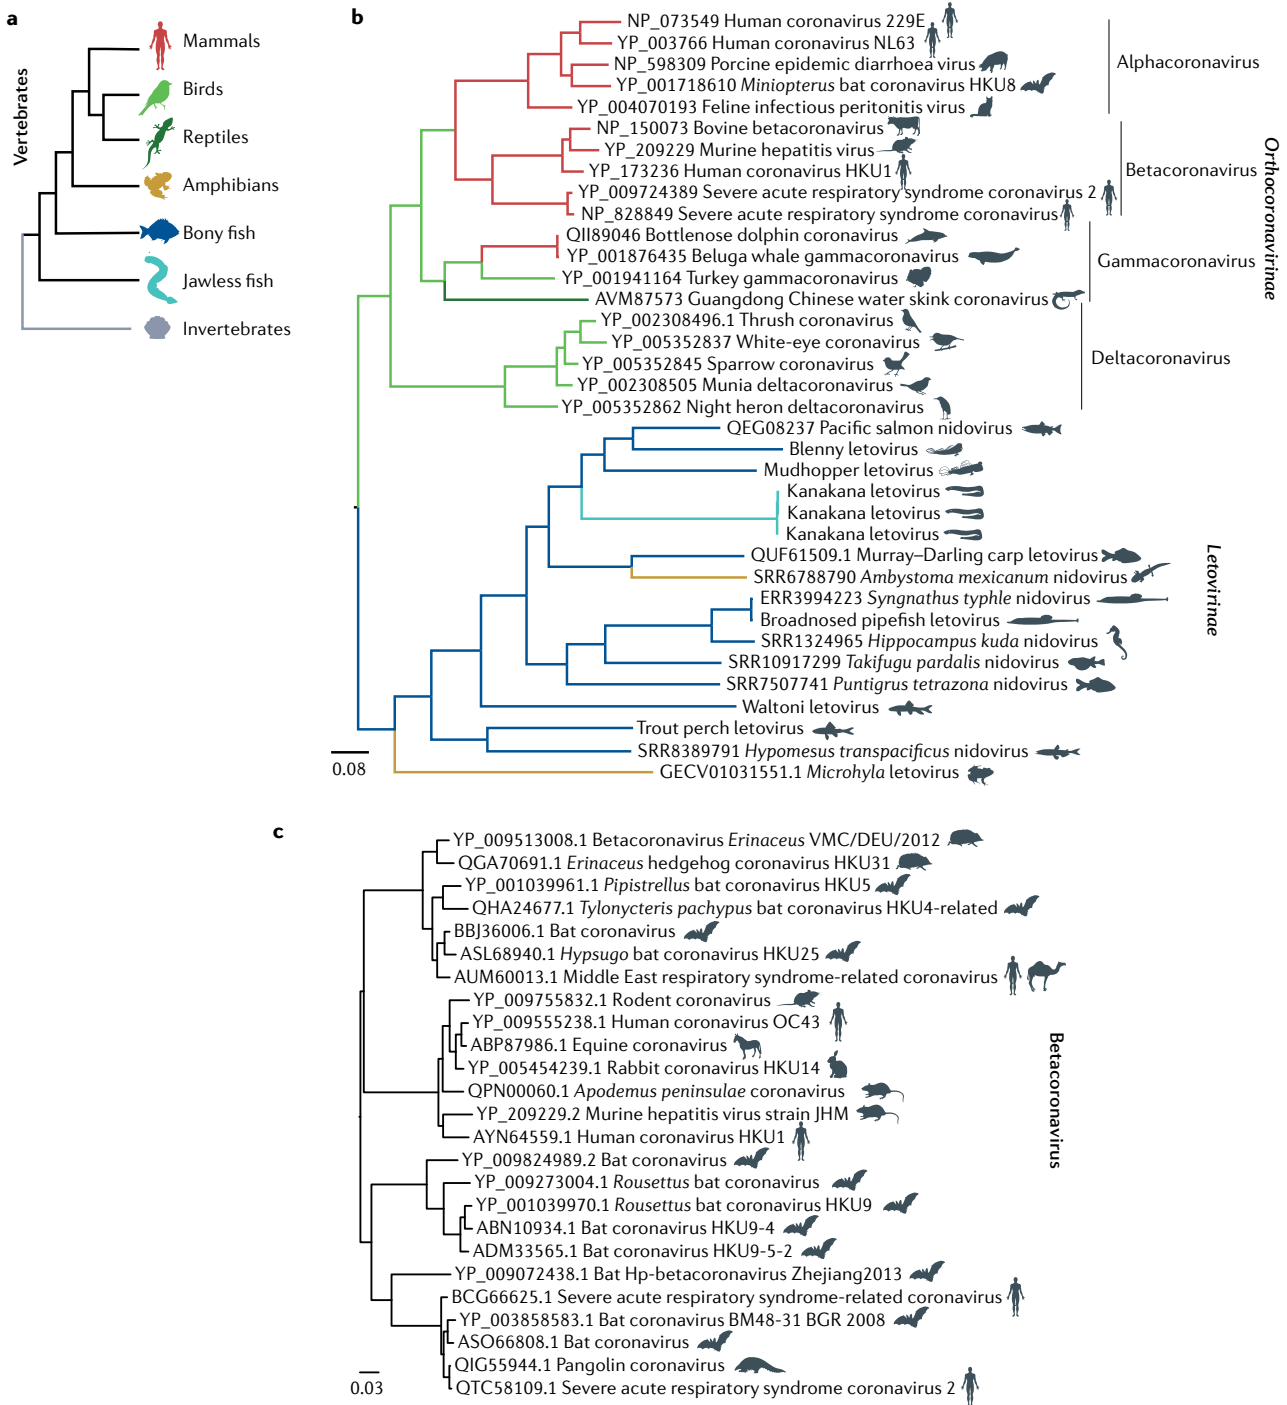 a
Vertebrates
Mammals
Birds
Reptiles
Amphibians
Bony fish
Jawless fish
Invertebrates
b
NP_073549 Human coronavirus 229E
YP_003766 Human coronavirus NL63
NP_598309 Porcine epidemic diarrhoea virus
YP_001718610 Miniopterus bat coronavirus HKU8
YP_004070193 Feline infectious peritonitis virus
Alphacoronavirus
NP_150073 Bovine betacoronavirus
YP_209229 Murine hepatitis virus
YP_173236 Human coronavirus HKU1
YP_009724389 Severe acute respiratory syndrome coronavirus 2
NP_828849 Severe acute respiratory syndrome coronavirus
Betacoronavirus
QII89046 Bottlenose dolphin coronavirus
YP_001876435 Beluga whale gammacoronavirus
YP_001941164 Turkey gammacoronavirus
AVM87573 Guangdong Chinese water skink coronavirus
Gammacoronavirus
YP_002308496.1 Thrush coronavirus
YP_005352837 White-eye coronavirus
YP_005352845 Sparrow coronavirus
YP_002308505 Munia deltacoronavirus
YP_005352862 Night heron deltacoronavirus
Deltacoronavirus
Orthocoronavirinae
QEG08237 Pacific salmon nidovirus
Blenny letovirus
Mudhopper letovirus
Kanakana letovirus
Kanakana letovirus
Kanakana letovirus
QUF61509.1 Murray–Darling carp letovirus
SRR6788790 Ambystoma mexicanum nidovirus
ERR3994223 Syngnathus typhle nidovirus
Broadnosed pipefish letovirus
SRR1324965 Hippocampus kuda nidovirus
SRR10917299 Takifugu pardalis nidovirus
SRR7507741 Puntigrus tetrazona nidovirus
Waltoni letovirus
Trout perch letovirus
SRR8389791 Hypomesus transpacificus nidovirus
GECV01031551.1 Microhyla letovirus
Letovirinae
0.08
c
YP_009513008.1 Betacoronavirus Erinaceus VMC/DEU/2012
QGA70691.1 Erinaceus hedgehog coronavirus HKU31
YP_001039961.1 Pipistrellus bat coronavirus HKU5
QHA24677.1 Tylonycteris pachypus bat coronavirus HKU4-related
BBJ36006.1 Bat coronavirus
ASL68940.1 Hypsugo bat coronavirus HKU25
AUM60013.1 Middle East respiratory syndrome-related coronavirus
YP_009755832.1 Rodent coronavirus
YP_009555238.1 Human coronavirus OC43
ABP87986.1 Equine coronavirus
YP_005454239.1 Rabbit coronavirus HKU14
QPN00060.1 Apodemus peninsulae coronavirus
YP_209229.2 Murine hepatitis virus strain JHM
AYN64559.1 Human coronavirus HKU1
YP_009824989.2 Bat coronavirus
YP_009273004.1 Rousettus bat coronavirus
YP_001039970.1 Rousettus bat coronavirus HKU9
ABN10934.1 Bat coronavirus HKU9-4
ADM33565.1 Bat coronavirus HKU9-5-2
YP_009072438.1 Bat Hp-betacoronavirus Zhejiang2013
BCG66625.1 Severe acute respiratory syndrome-related coronavirus
YP_003858583.1 Bat coronavirus BM48-31 BGR 2008
ASO66808.1 Bat coronavirus
QIG55944.1 Pangolin coronavirus
QTC58109.1 Severe acute respiratory syndrome coronavirus 2
Betacoronavirus
0.03